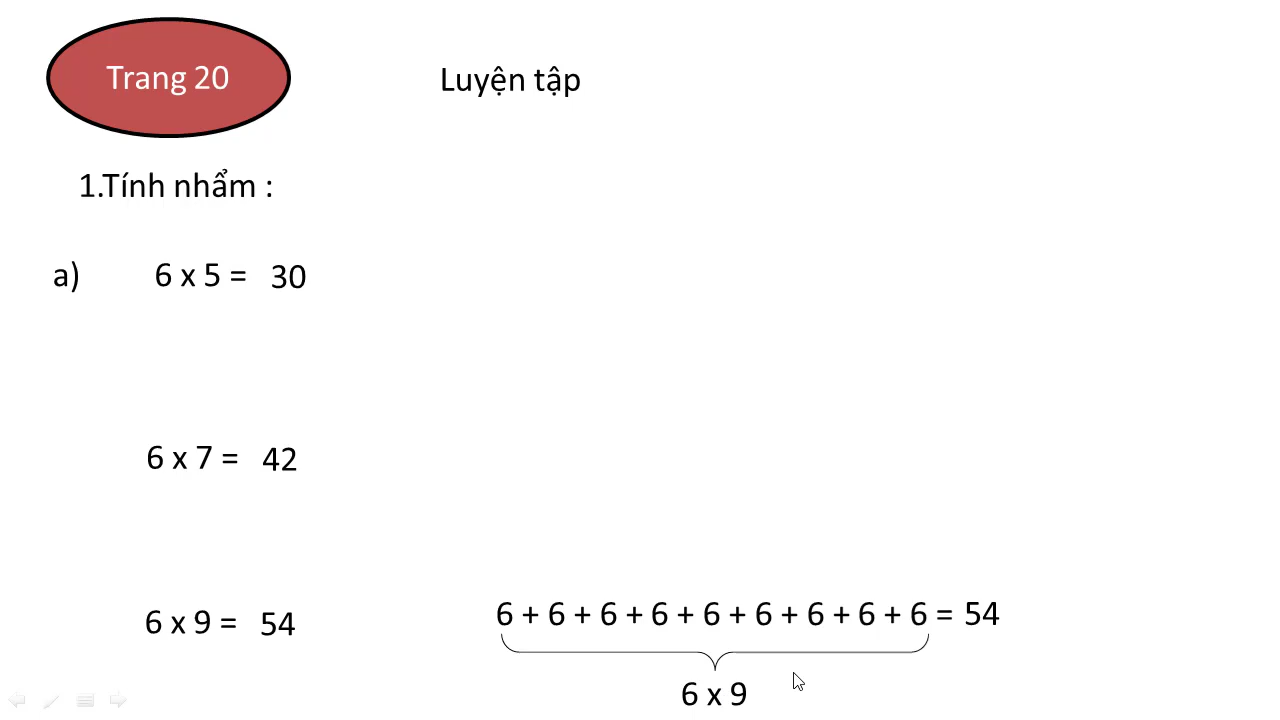 Trang 20
Luyện tập
1.Tính nhẩm :
a) 6 x 5 = 30
6 x 7 = 42
6 x 9 = 54
6 + 6 + 6 + 6 + 6 + 6 + 6 + 6 + 6 = 54
6 x 9